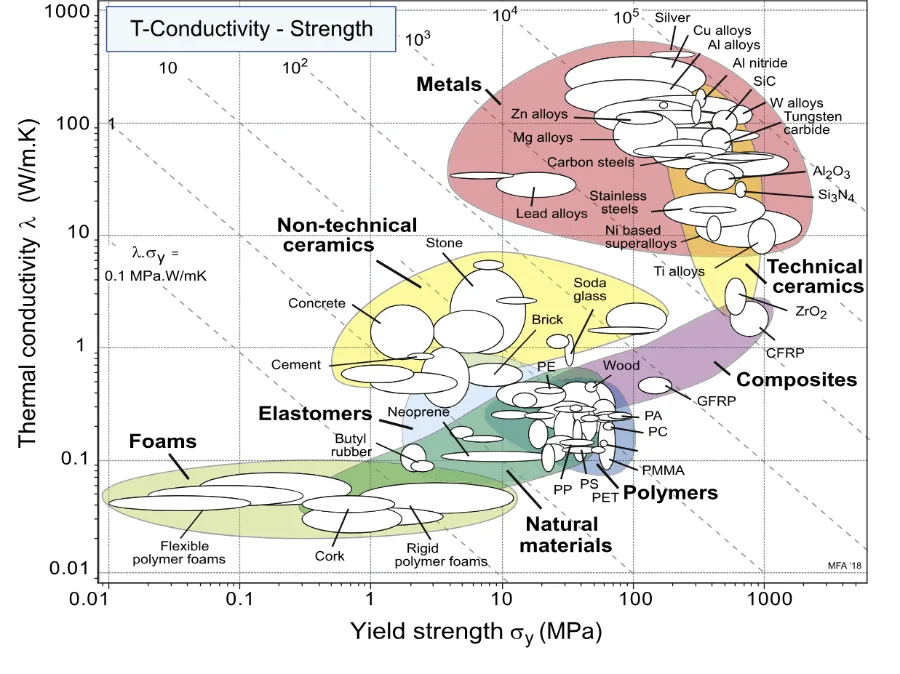 1000
T-Conductivity - Strength
10
10²
10³
10⁴
10⁵
Silver
Cu alloys
Al alloys
Al nitride
SiC
W alloys
Tungsten
carbide
Metals
Zn alloys
Mg alloys
Carbon steels
100
1
Al₂O₃
Si₃N₄
Stainless
steels
Lead alloys
Ni based
superalloys
Ti alloys
10
Non-technical
ceramics
Stone
λ.σy =
0.1 MPa.W/mK
Technical
ceramics
Soda
glass
Concrete
Brick
ZrO₂
CFRP
1
Cement
PE
Wood
Composites
GFRP
Elastomers
Neoprene
PA
PC
Foams
Butyl
rubber
0.1
PMMA
PP
PS
PET
Polymers
Natural
materials
Flexible
polymer foams
Cork
Rigid
polymer foams
MFA '18
0.01
0.01
0.1
1
10
100
1000
Thermal conductivity λ (W/m.K)
Yield strength σy (MPa)